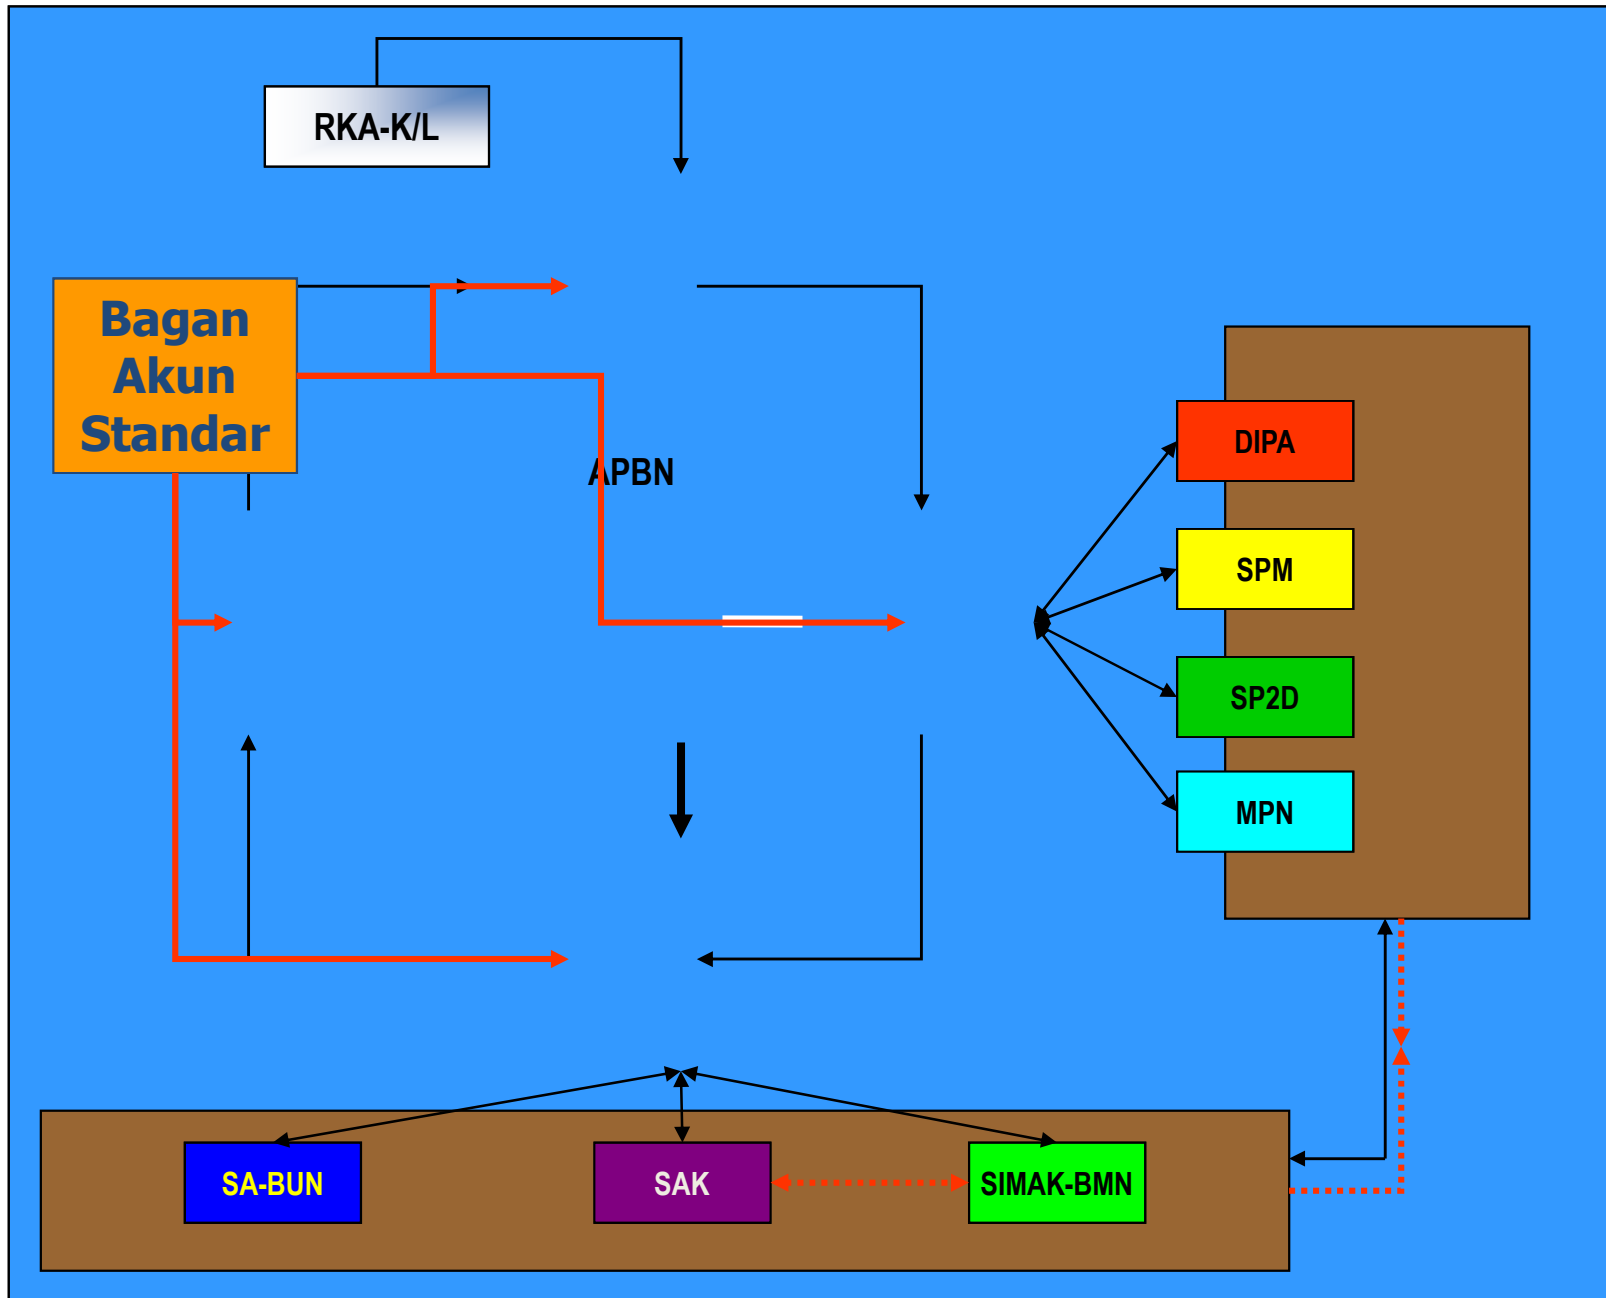 RKA-K/L
Bagan
Akun
Standar
APBN
DIPA
SPM
SP2D
MPN
SA-BUN
SAK
SIMAK-BMN